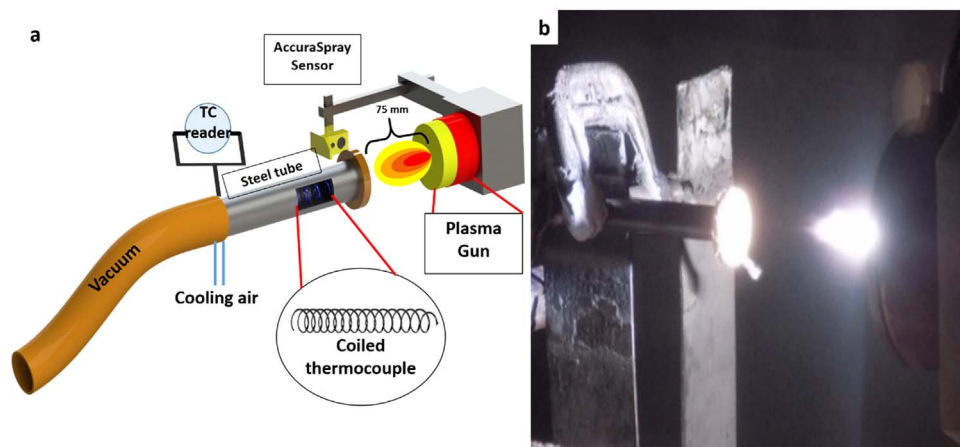 a
AccuraSpray
Sensor
75 mm
TC
reader
Steel tube
Plasma
Gun
Vacuum
Cooling air
Coiled
thermocouple
b